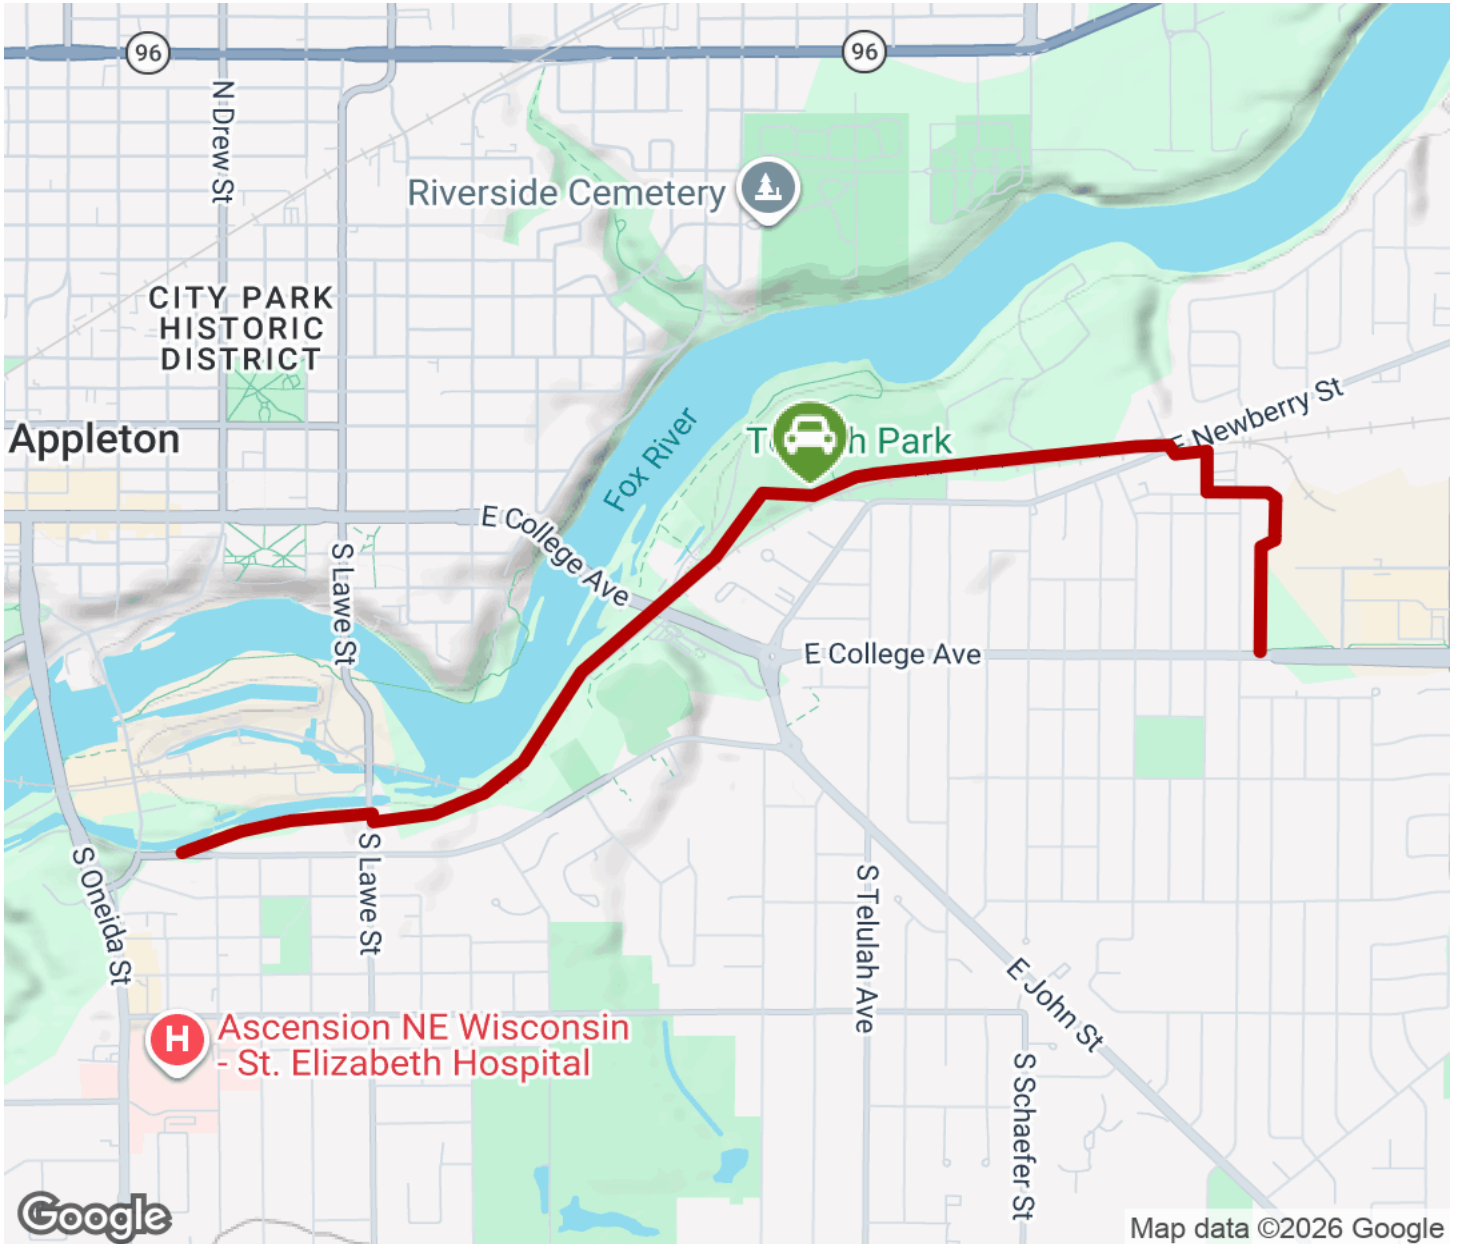 96
96
N Drew St
Riverside Cemetery
CITY PARK
HISTORIC
DISTRICT
E Newberry St
Appleton
Park
Fox River
E College Ave
S Lawe St
E College Ave
S Oneida St
S Lawe St
S Telulah Ave
E John St
H
Ascension NE Wisconsin
- St. Elizabeth Hospital
S Schaefer St
Google
Map data ©2026 Google